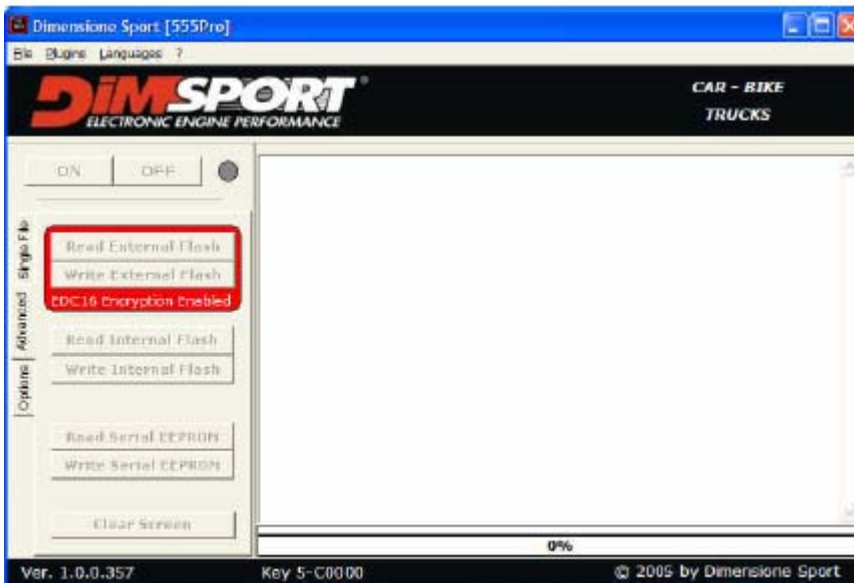 Dimensione Sport [555Pro]
File Plugins Languages ?
DiMSPORT®
ELECTRONIC ENGINE PERFORMANCE
CAR - BIKE
TRUCKS
ON OFF
Single File
Advanced
Options
Read External Flash
Write External Flash
EDC16 Encryption Enabled
Read Internal Flash
Write Internal Flash
Read Serial EEPROM
Write Serial EEPROM
Clear Screen
0%
Ver. 1.0.0.357 Key 5-C0000 © 2005 by Dimensione Sport